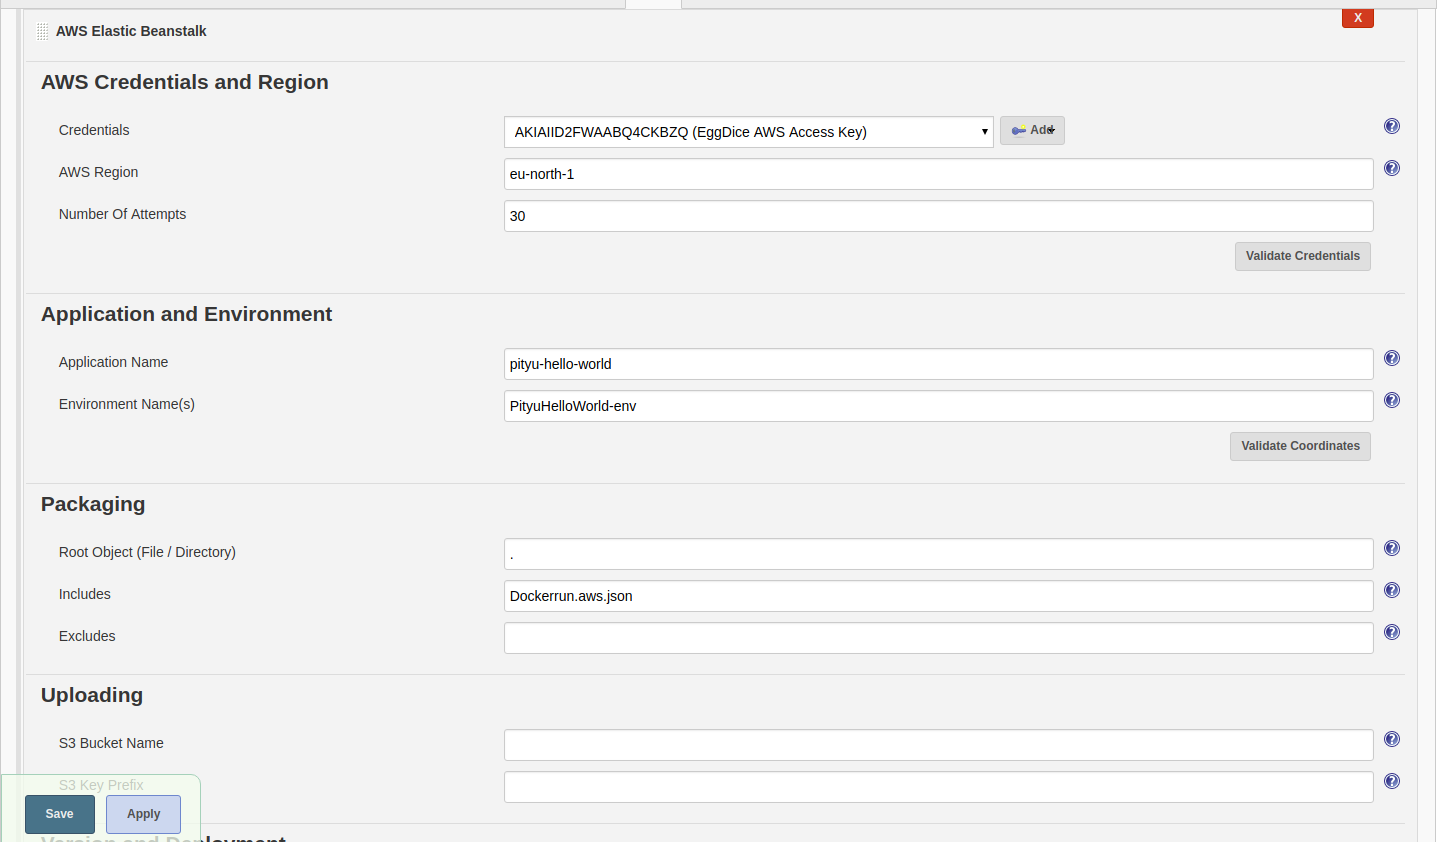 AWS Elastic Beanstalk
X
AWS Credentials and Region
Credentials
AKIAIID2FWAABQ4CKBZQ (EggDice AWS Access Key)
Add
AWS Region
eu-north-1
Number Of Attempts
30
Validate Credentials
Application and Environment
Application Name
pityu-hello-world
Environment Name(s)
PityuHelloWorld-env
Validate Coordinates
Packaging
Root Object (File / Directory)
.
Includes
Dockerrun.aws.json
Excludes
Uploading
S3 Bucket Name
S3 Key Prefix
Save
Apply
Version and Deployment